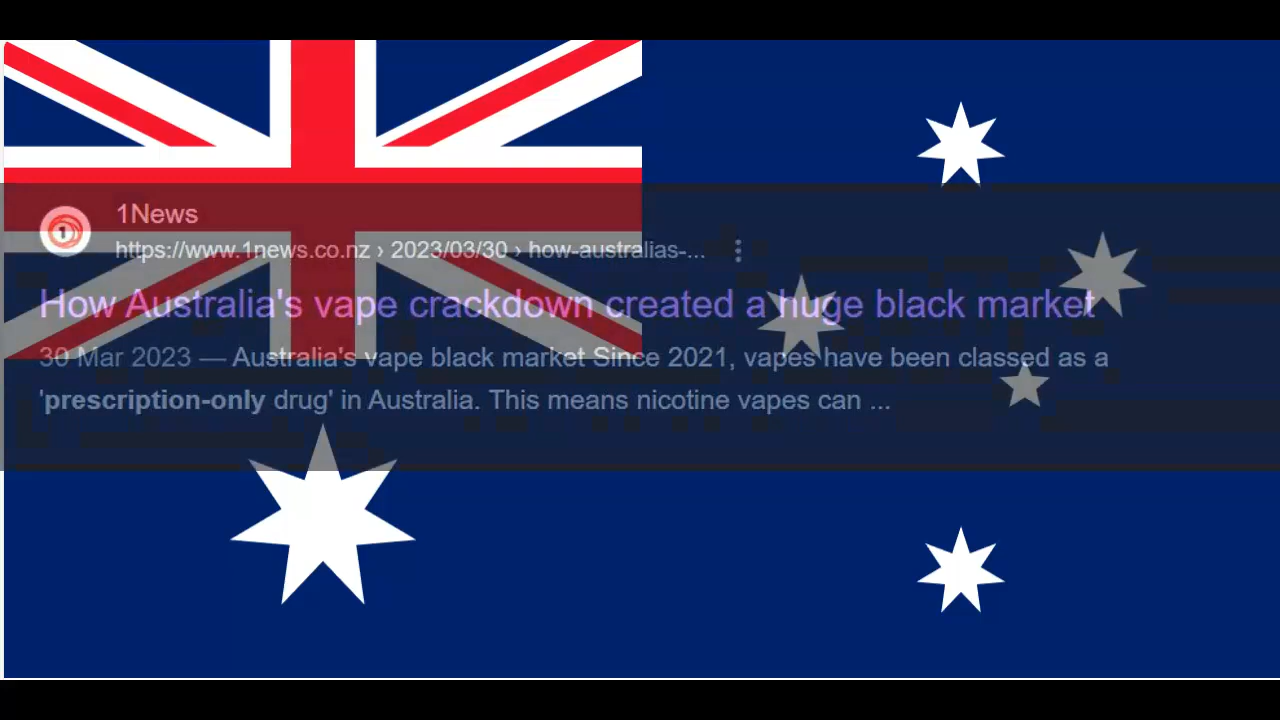 1News
https://www.1news.co.nz › 2023/03/30 › how-australias-...
How Australia's vape crackdown created a huge black market
30 Mar 2023 — Australia's vape black market Since 2021, vapes have been classed as a
'prescription-only drug' in Australia. This means nicotine vapes can ...